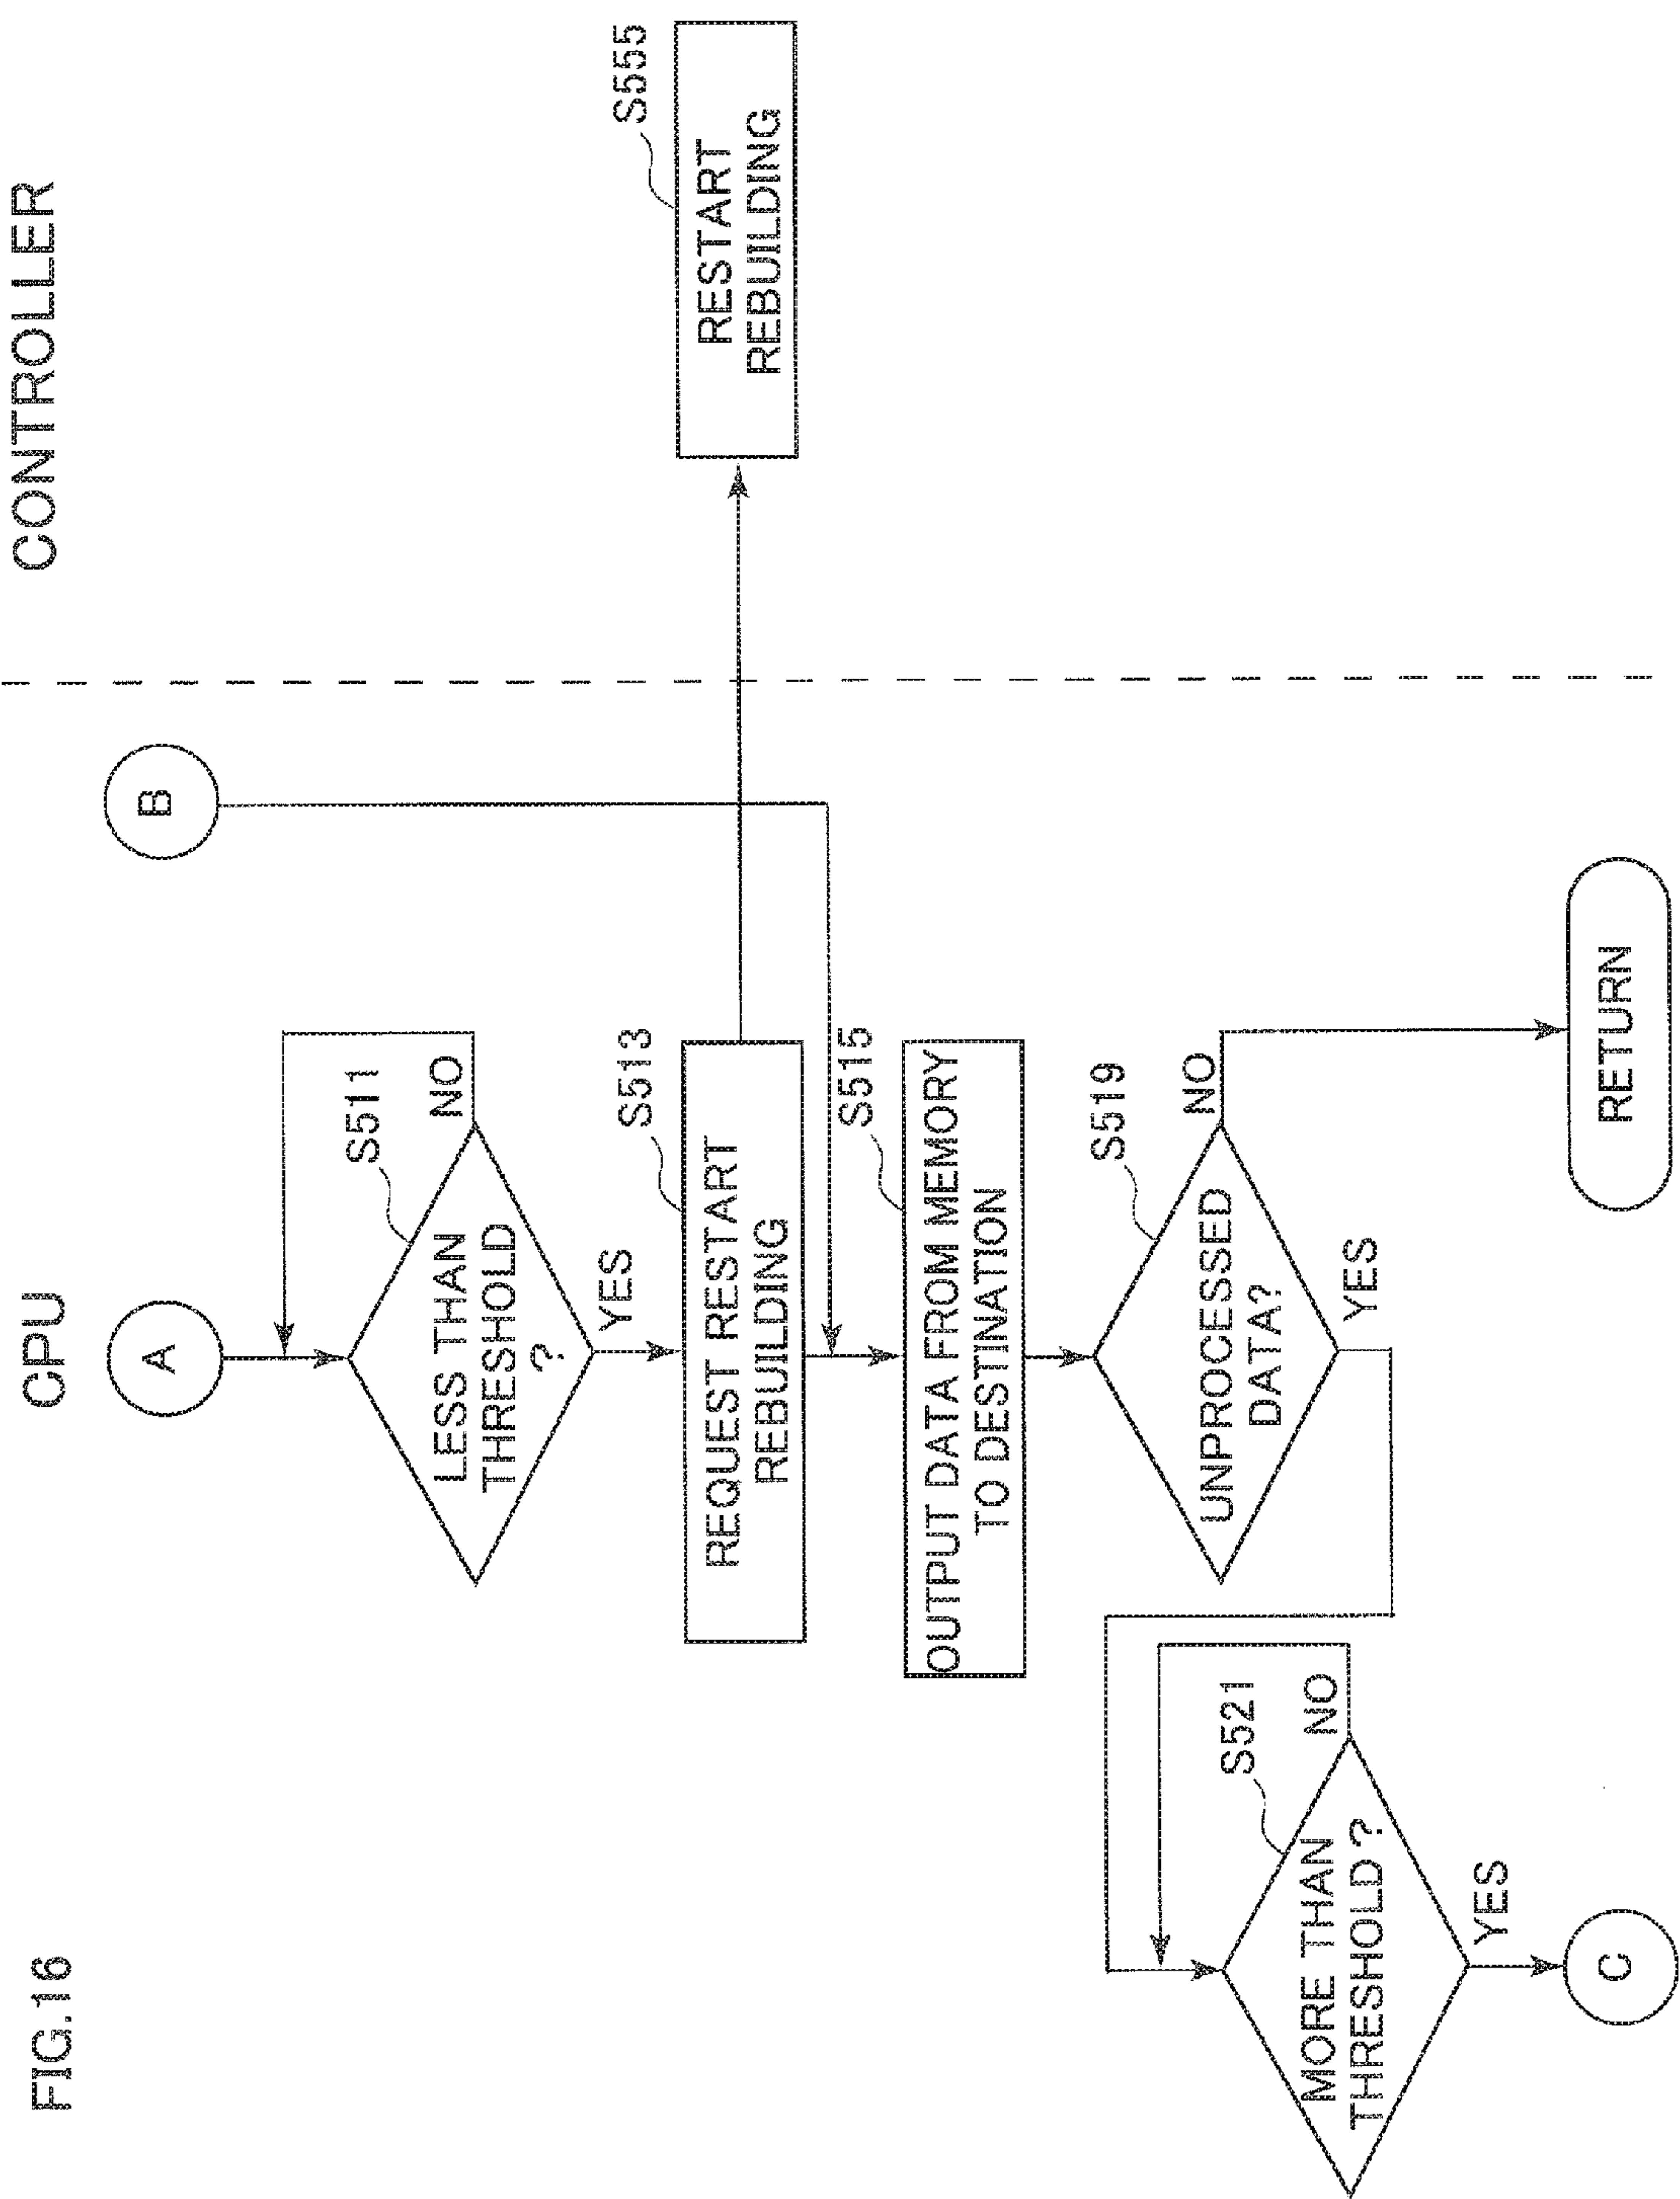 FIG.16
CPU
CONTROLLER
A
B
S511
LESS THAN
THRESHOLD
?
NO
YES
S513
REQUEST RESTART
REBUILDING
S555
RESTART
REBUILDING
S515
OUTPUT DATA FROM MEMORY
TO DESTINATION
S519
UNPROCESSED
DATA?
NO
YES
S521
MORE THAN
THRESHOLD ?
NO
YES
C
RETURN